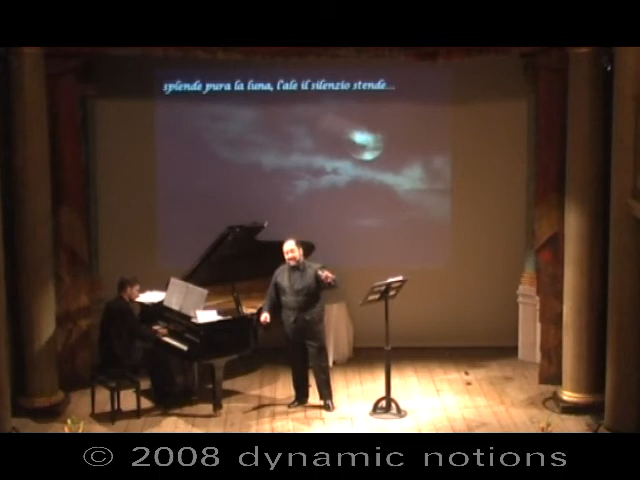 splende pura la luna, l'ale il silenzio stende...
© 2008 dynamic notions